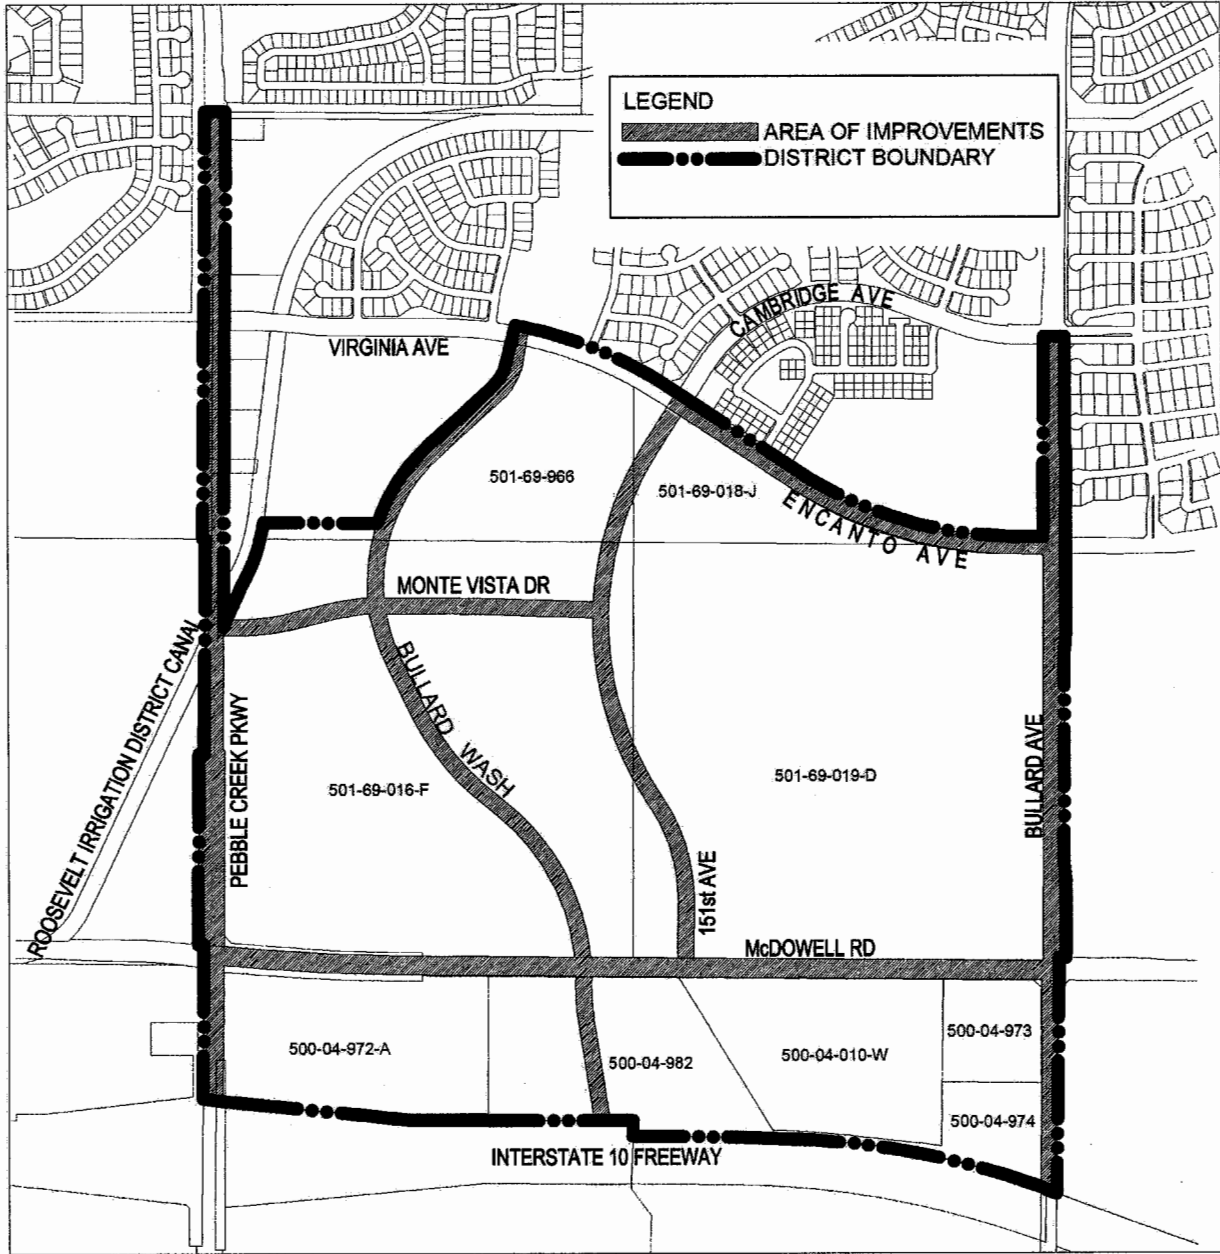 LEGEND
AREA OF IMPROVEMENTS
DISTRICT BOUNDARY
CAMBRIDGE AVE
VIRGINIA AVE
501-69-966
501-69-018-J
ENCANTO AVE
MONTE VISTA DR
ROOSEVELT IRRIGATION DISTRICT CANAL
BULLARD WASH
PEBBLE CREEK PKWY
501-69-016-F
501-69-019-D
BULLARD AVE
151st AVE
McDOWELL RD
500-04-972-A
500-04-982
500-04-010-W
500-04-973
500-04-974
INTERSTATE 10 FREEWAY